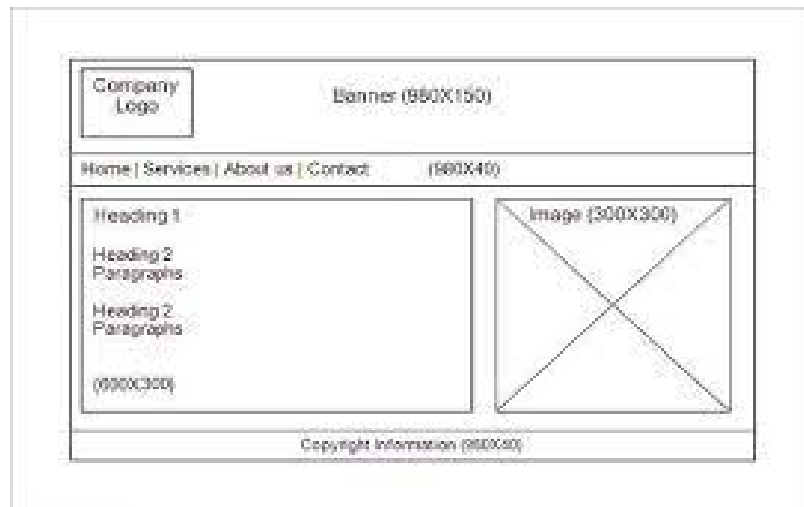 Company
Logo
Banner (980X150)
Home | Services | About us | Contact (980X40)
Heading 1
Heading 2
Paragraphs
Heading 2
Paragraphs
(600X300)
Image (300X300)
Copyright Information (980X40)